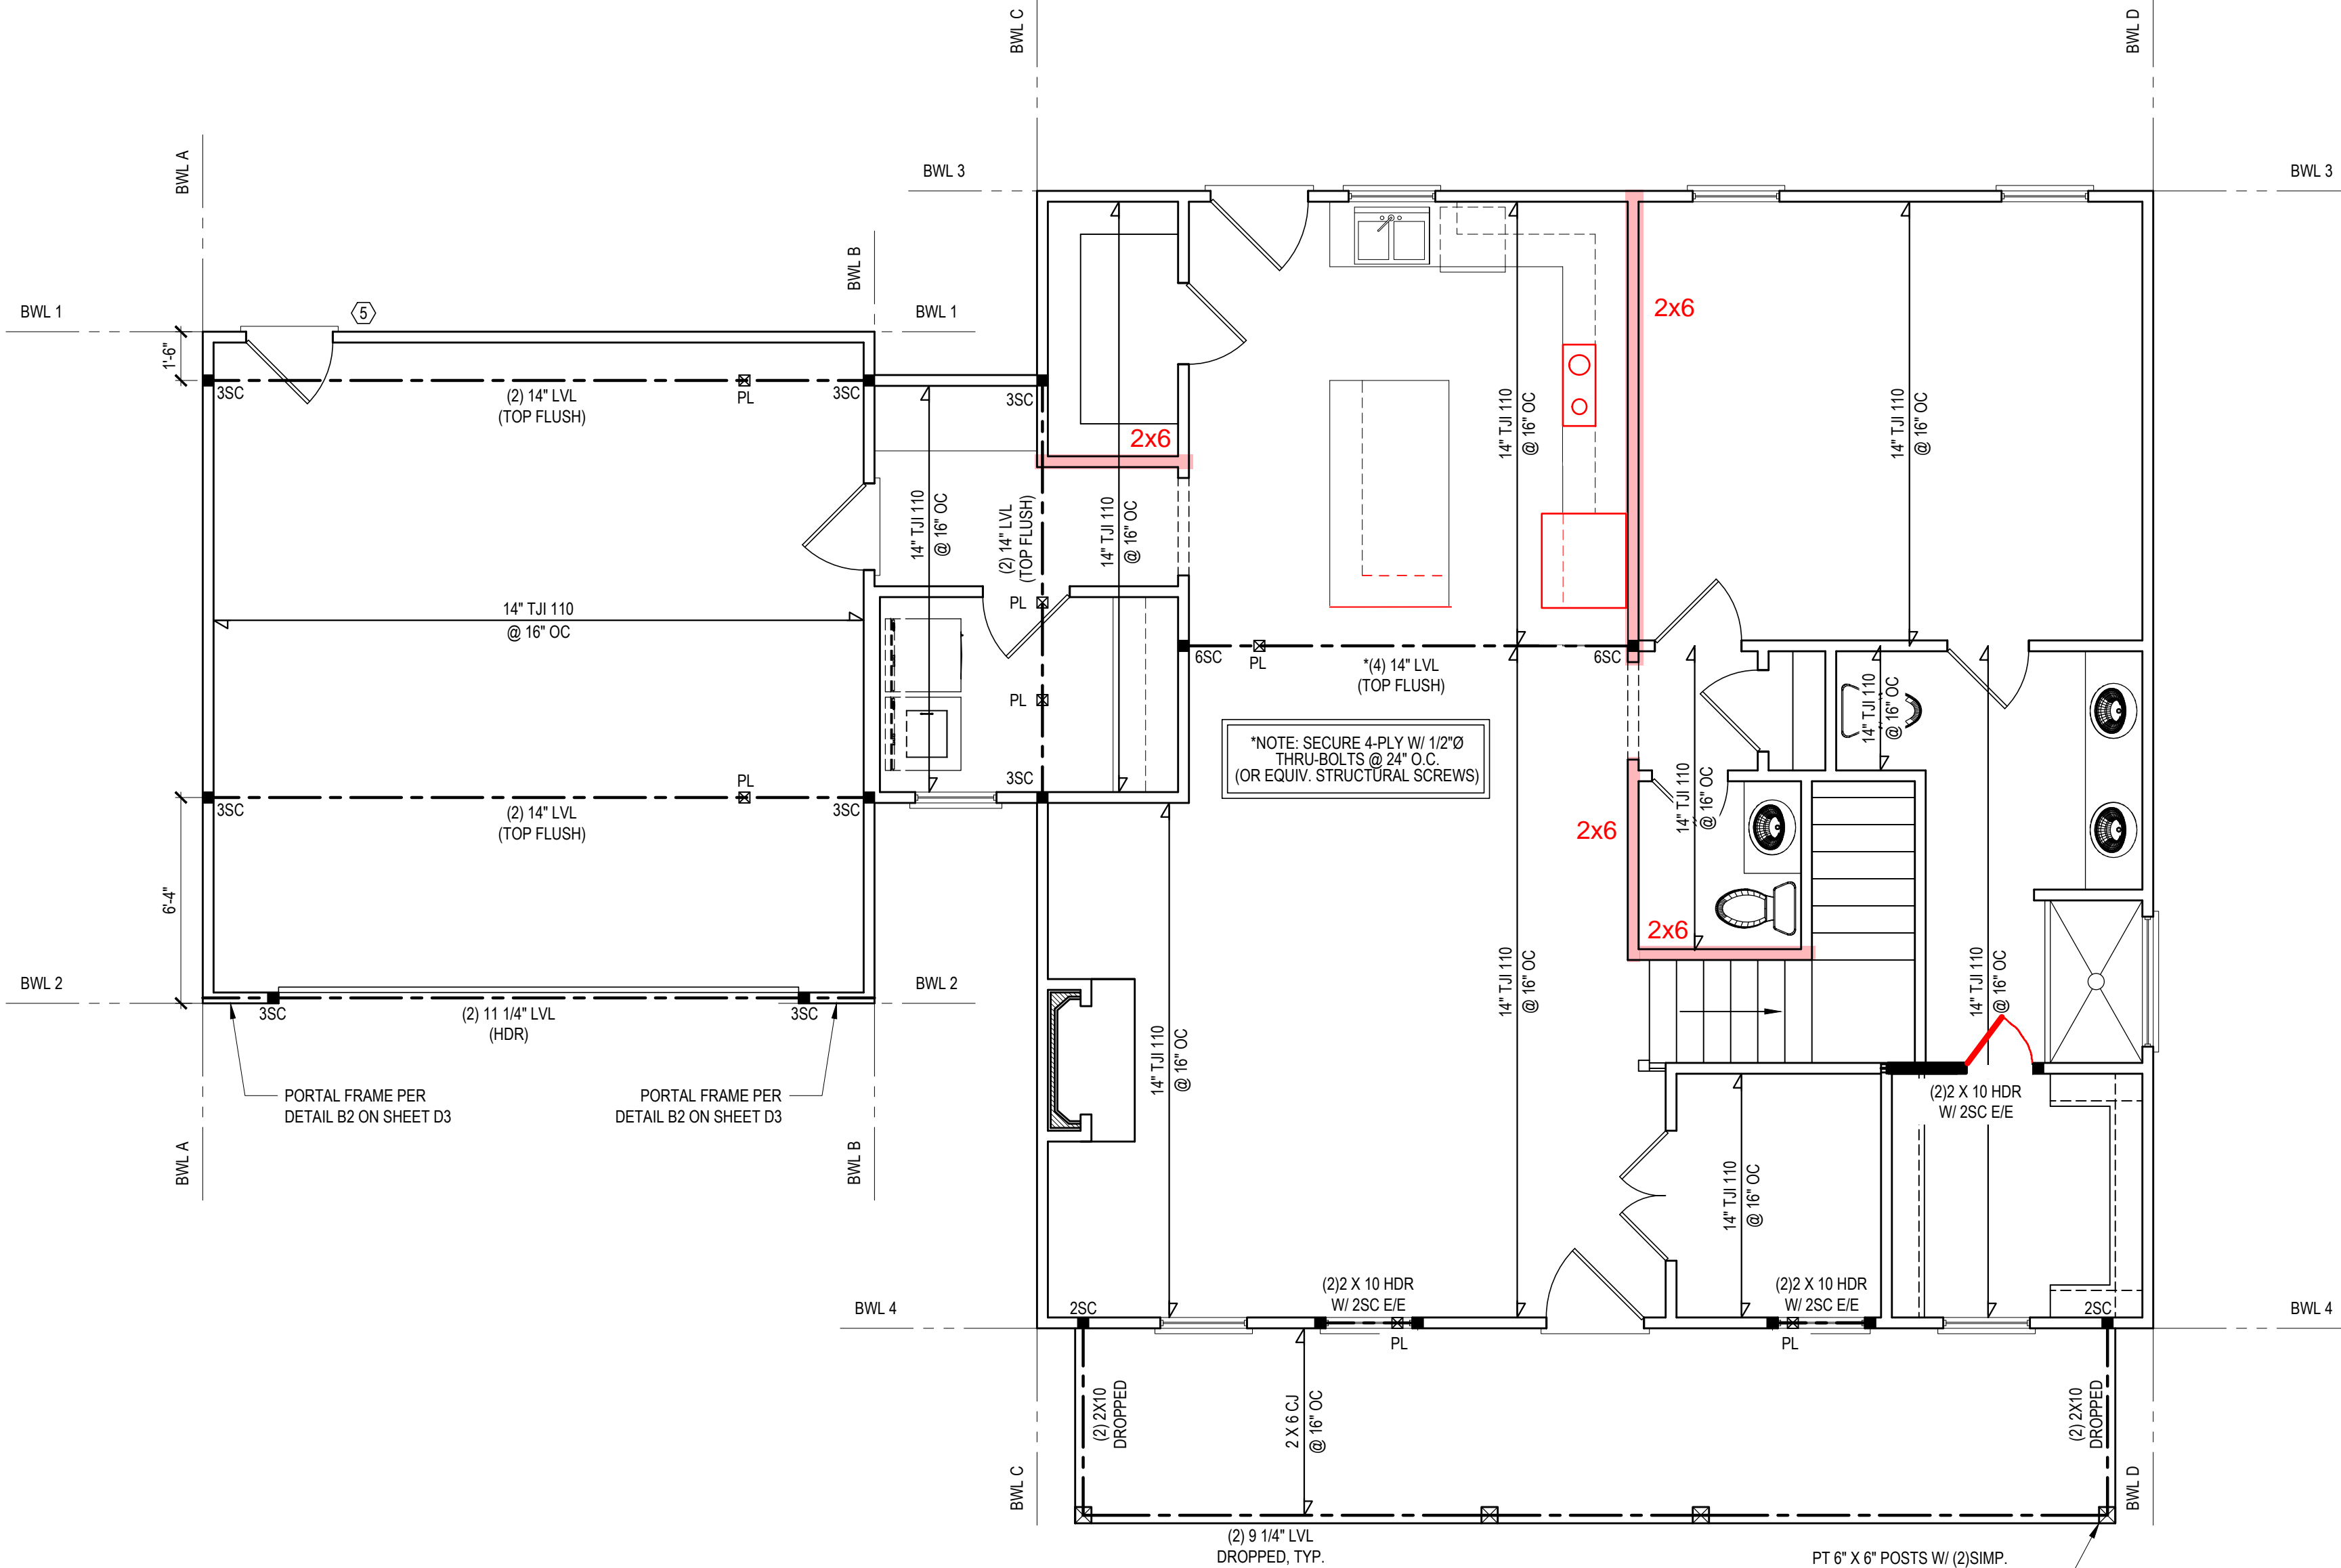 BWL C
BWL D
BWL A
BWL 3
BWL 3
BWL B
BWL 1
5
BWL 1
1'-6"
2x6
3SC
(2) 14" LVL
(TOP FLUSH)
PL
3SC
3SC
2x6
14" TJI 110
@ 16" OC
14" TJI 110
@ 16" OC
14" TJI 110
@ 16" OC
(2) 14" LVL
(TOP FLUSH)
14" TJI 110
@ 16" OC
14" TJI 110
@ 16" OC
PL
PL
6SC
PL
*(4) 14" LVL
(TOP FLUSH)
6SC
*NOTE: SECURE 4-PLY W/ 1/2"Ø
THRU-BOLTS @ 24" O.C.
(OR EQUIV. STRUCTURAL SCREWS)
14" TJI 110
@ 16" OC
14" TJI 110
@ 16" OC
3SC
3SC
(2) 14" LVL
(TOP FLUSH)
PL
3SC
3SC
2x6
2x6
6'-4"
BWL 2
BWL 2
3SC
(2) 11 1/4" LVL
(HDR)
3SC
14" TJI 110
@ 16" OC
14" TJI 110
@ 16" OC
14" TJI 110
@ 16" OC
PORTAL FRAME PER
DETAIL B2 ON SHEET D3
PORTAL FRAME PER
DETAIL B2 ON SHEET D3
(2)2 X 10 HDR
W/ 2SC E/E
BWL A
BWL B
14" TJI 110
@ 16" OC
BWL 4
2SC
(2)2 X 10 HDR
W/ 2SC E/E
PL
(2)2 X 10 HDR
W/ 2SC E/E
PL
2SC
BWL 4
(2) 2X10
DROPPED
2 X 6 CJ
@ 16" OC
(2) 2X10
DROPPED
BWL C
BWL D
(2) 9 1/4" LVL
DROPPED, TYP.
PT 6" X 6" POSTS W/ (2)SIMP.